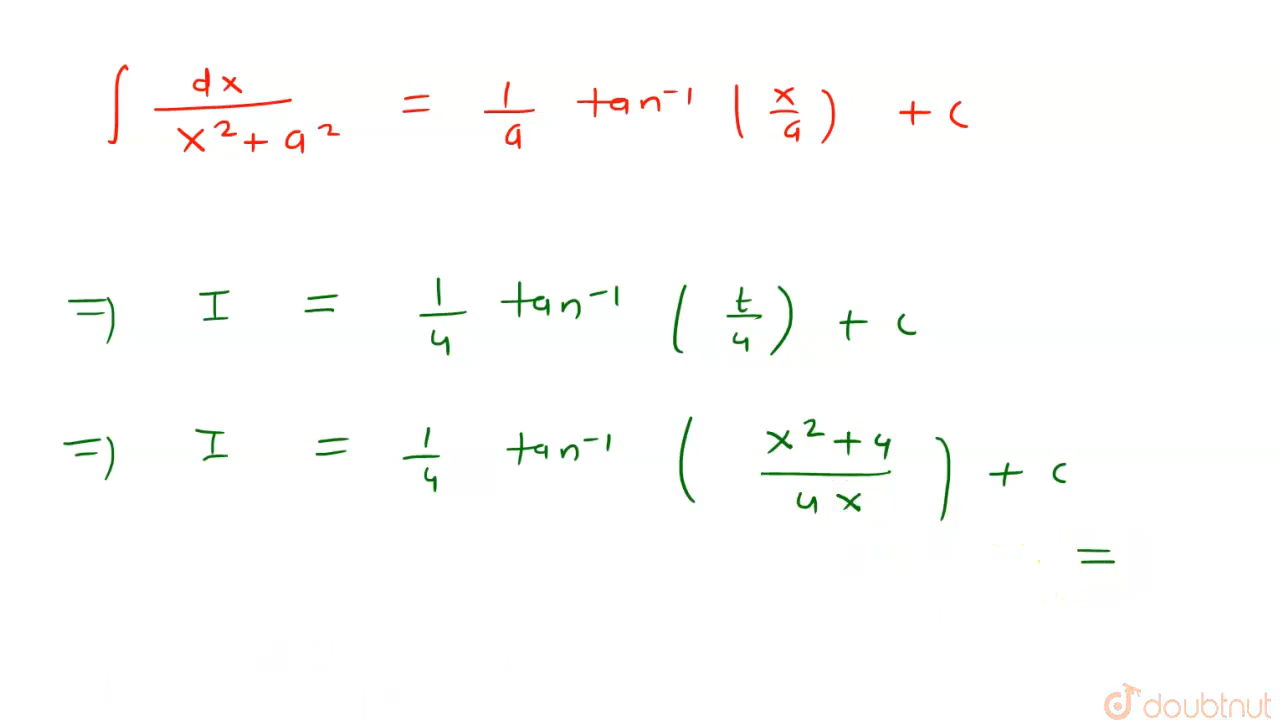 ∫ dx / (x² + a²) = 1/a tan⁻¹ (x/a) + c
⇒ I = 1/4 tan⁻¹ (t/4) + c
⇒ I = 1/4 tan⁻¹ ((x² + 4) / 4x) + c
=
doubtnut